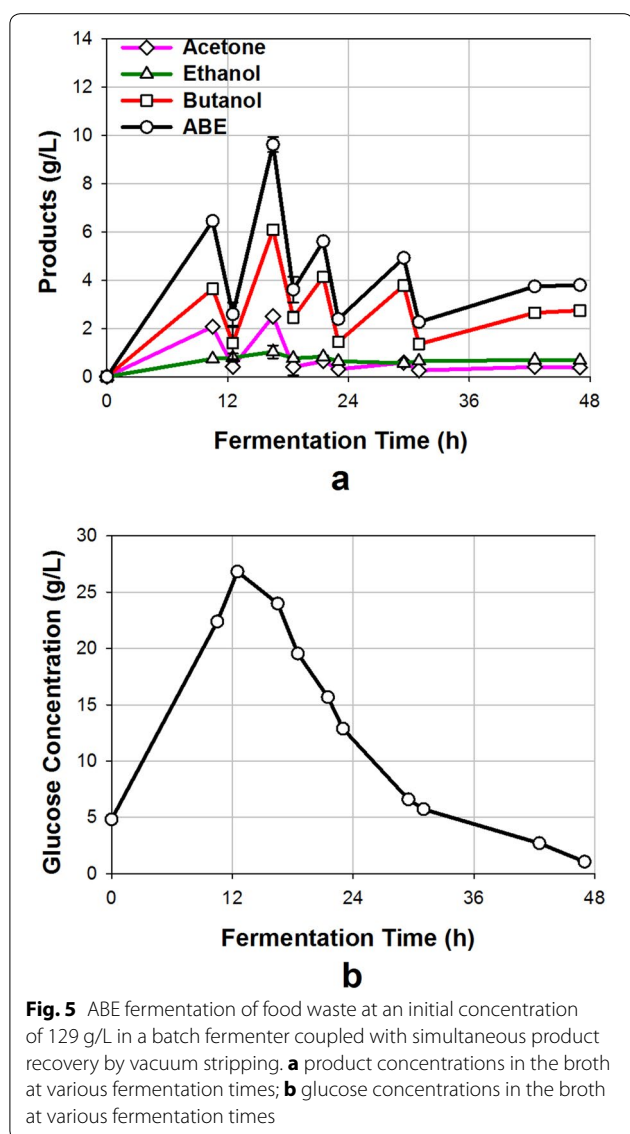 Acetone
Ethanol
Butanol
ABE
Products (g/L)
14
12
10
8
6
4
2
0
0 12 24 36 48
Fermentation Time (h)
a
Glucose Concentration (g/L)
30
25
20
15
10
5
0
0 12 24 36 48
Fermentation Time (h)
b
Fig. 5 ABE fermentation of food waste at an initial concentration
of 129 g/L in a batch fermenter coupled with simultaneous product
recovery by vacuum stripping. a product concentrations in the broth
at various fermentation times; b glucose concentrations in the broth
at various fermentation times